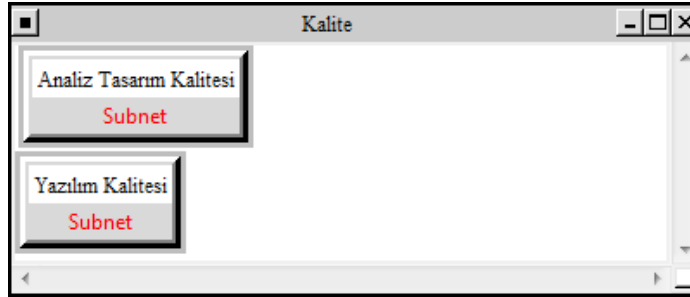 Kalite
Analiz Tasarım Kalitesi
Subnet
Yazılım Kalitesi
Subnet